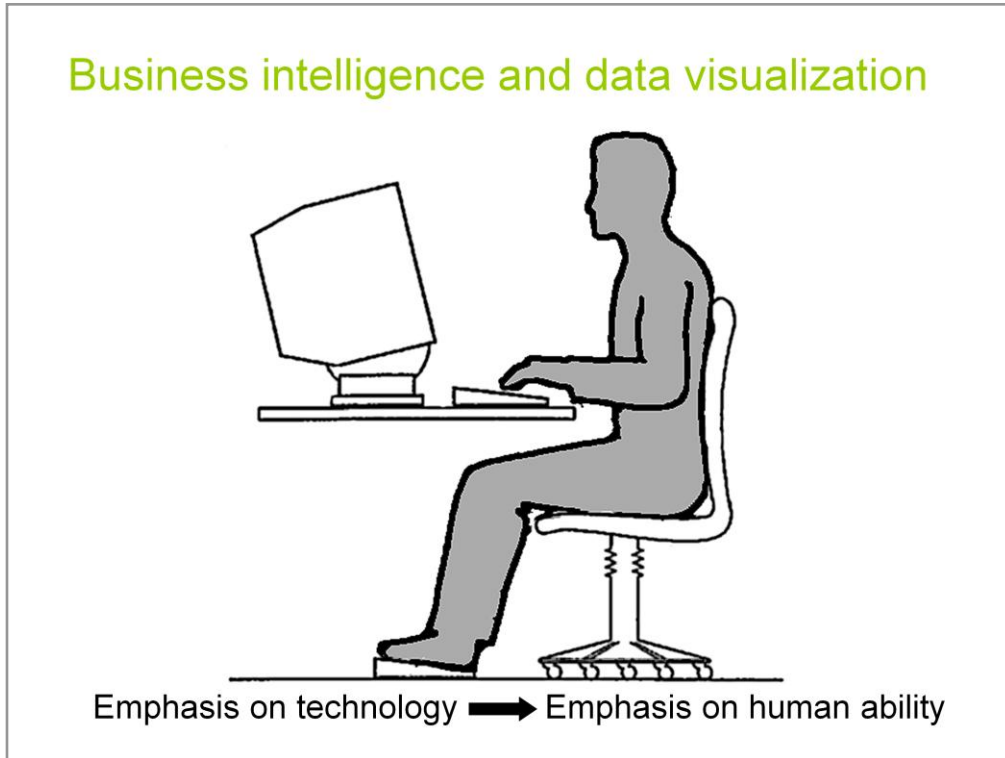 Business intelligence and data visualization
Emphasis on technology ➡ Emphasis on human ability